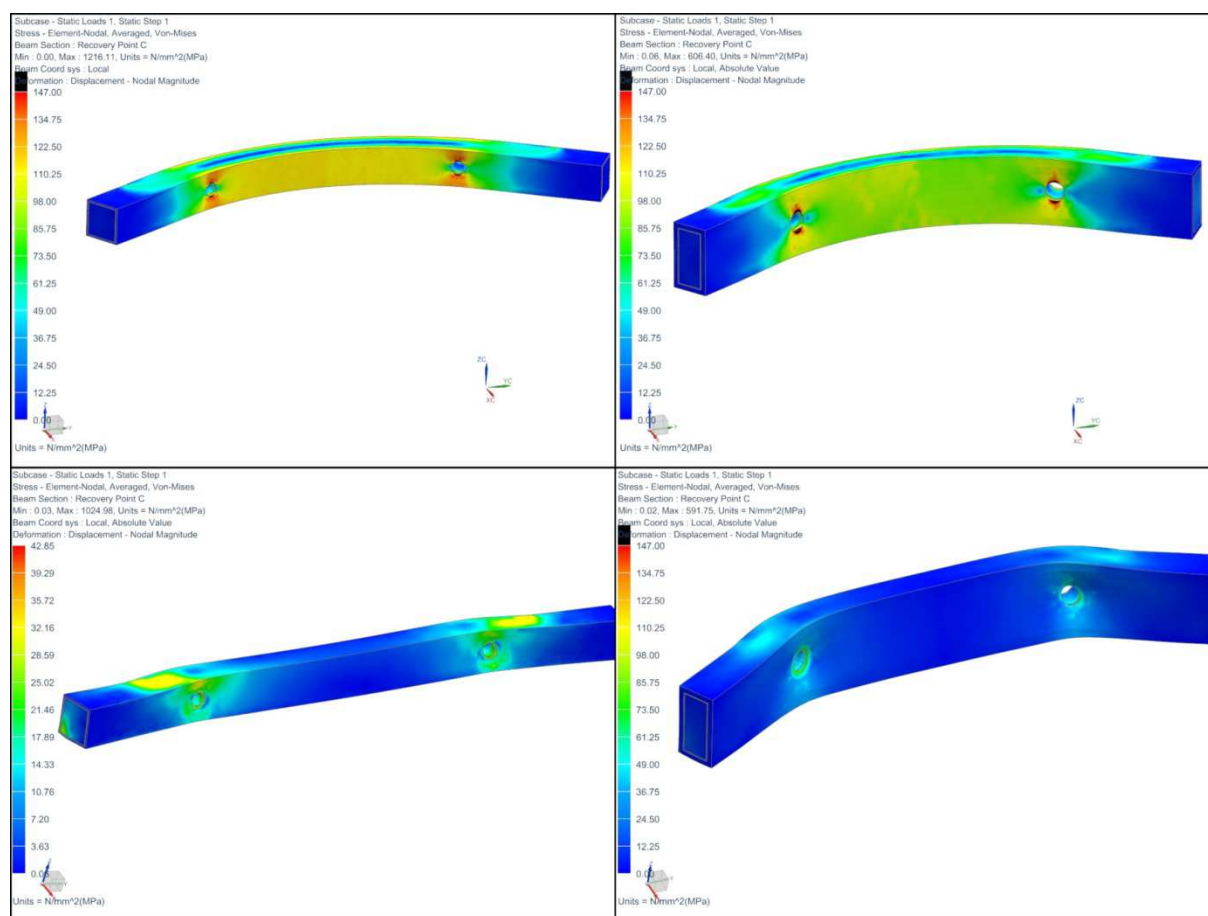 Subcase - Static Loads 1, Static Step 1
Stress - Element-Nodal, Averaged, Von-Mises
Beam Section : Recovery Point C
Min : 0.00, Max : 1216.11, Units = N/mm^2(MPa)
Beam Coord sys : Local
Deformation : Displacement - Nodal Magnitude
147.00
134.75
122.50
110.25
98.00
85.75
73.50
61.25
49.00
36.75
24.50
12.25
0.00
Units = N/mm^2(MPa)
ZC
YC
XC
Subcase - Static Loads 1, Static Step 1
Stress - Element-Nodal, Averaged, Von-Mises
Beam Section : Recovery Point C
Min : 0.06, Max : 606.40, Units = N/mm^2(MPa)
Beam Coord sys : Local, Absolute Value
Deformation : Displacement - Nodal Magnitude
147.00
134.75
122.50
110.25
98.00
85.75
73.50
61.25
49.00
36.75
24.50
12.25
0.00
Units = N/mm^2(MPa)
ZC
YC
XC
Subcase - Static Loads 1, Static Step 1
Stress - Element-Nodal, Averaged, Von-Mises
Beam Section : Recovery Point C
Min : 0.03, Max : 1024.98, Units = N/mm^2(MPa)
Beam Coord sys : Local, Absolute Value
Deformation : Displacement - Nodal Magnitude
42.85
39.29
35.72
32.16
28.59
25.02
21.46
17.89
14.33
10.76
7.20
3.63
Units = N/mm^2(MPa)
Subcase - Static Loads 1, Static Step 1
Stress - Element-Nodal, Averaged, Von-Mises
Beam Section : Recovery Point C
Min : 0.02, Max : 591.75, Units = N/mm^2(MPa)
Beam Coord sys : Local, Absolute Value
Deformation : Displacement - Nodal Magnitude
147.00
134.75
122.50
110.25
98.00
85.75
73.50
61.25
49.00
36.75
24.50
12.25
0.00
Units = N/mm^2(MPa)